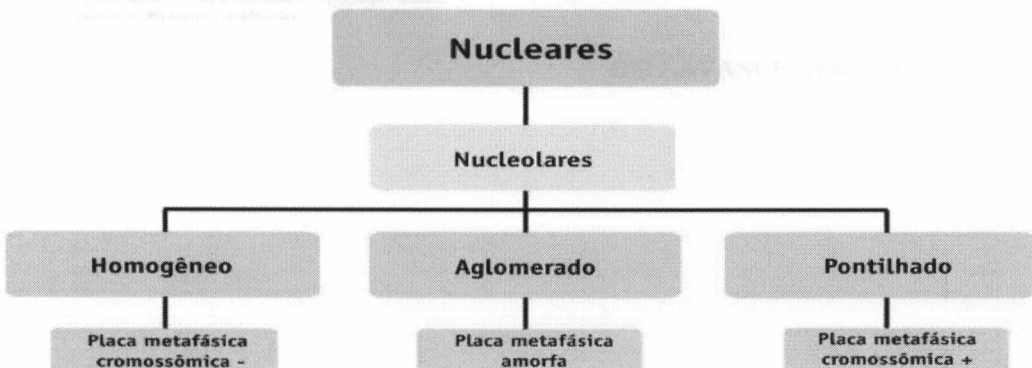 Nucleares
Nucleolares
Homogêneo
Aglomerado
Pontilhado
Placa metafásica
cromossômica -
Placa metafásica
amorfa
Placa metafásica
cromossômica +